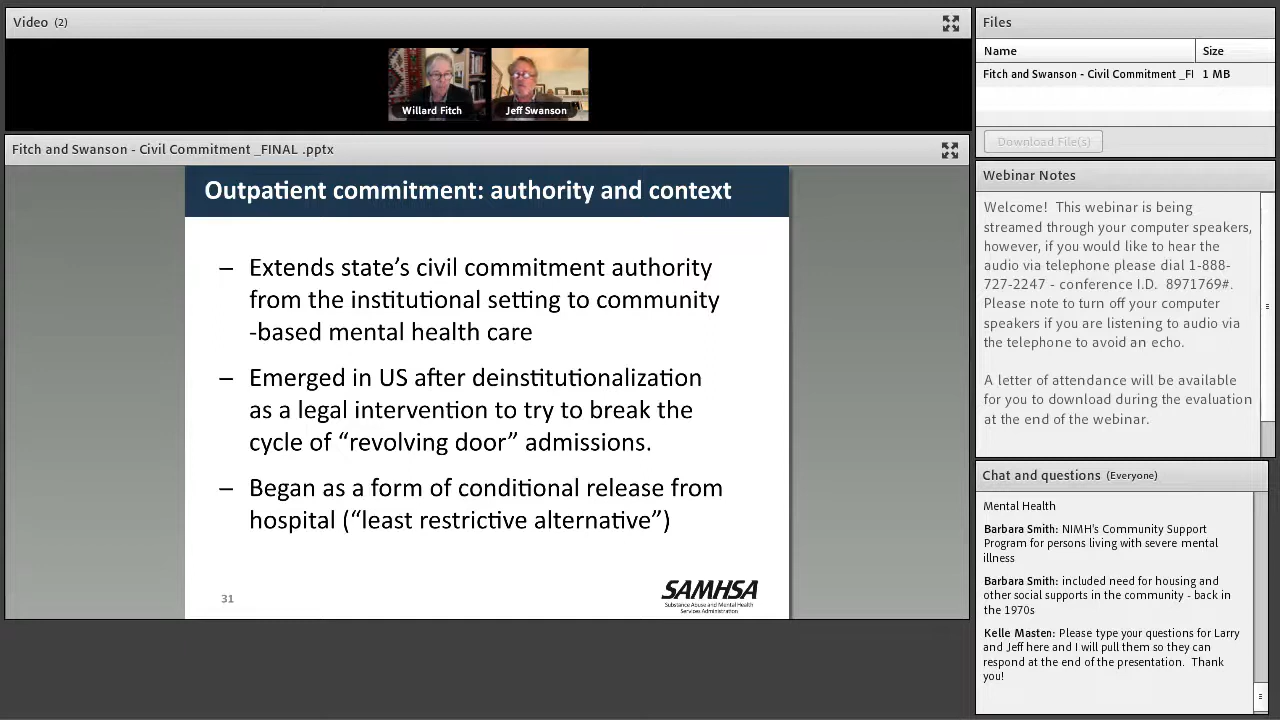 Video (2)
Willard Fitch
Jeff Swanson
Fitch and Swanson - Civil Commitment _FINAL .pptx
Outpatient commitment: authority and context
– Extends state’s civil commitment authority
from the institutional setting to community
-based mental health care
– Emerged in US after deinstitutionalization
as a legal intervention to try to break the
cycle of “revolving door” admissions.
– Began as a form of conditional release from
hospital (“least restrictive alternative”)
31
SAMHSA
Substance Abuse and Mental Health
Services Administration
Files
Name Size
Fitch and Swanson - Civil Commitment _FI 1 MB
Download File(s)
Webinar Notes
Welcome! This webinar is being
streamed through your computer speakers,
however, if you would like to hear the
audio via telephone please dial 1-888-
727-2247 - conference I.D. 8971769#.
Please note to turn off your computer
speakers if you are listening to audio via
the telephone to avoid an echo.
A letter of attendance will be available
for you to download during the evaluation
at the end of the webinar.
Chat and questions (Everyone)
Mental Health
Barbara Smith: NIMH's Community Support
Program for persons living with severe mental
illness
Barbara Smith: included need for housing and
other social supports in the community - back in
the 1970s
Kelle Masten: Please type your questions for Larry
and Jeff here and I will pull them so they can
respond at the end of the presentation. Thank
you!